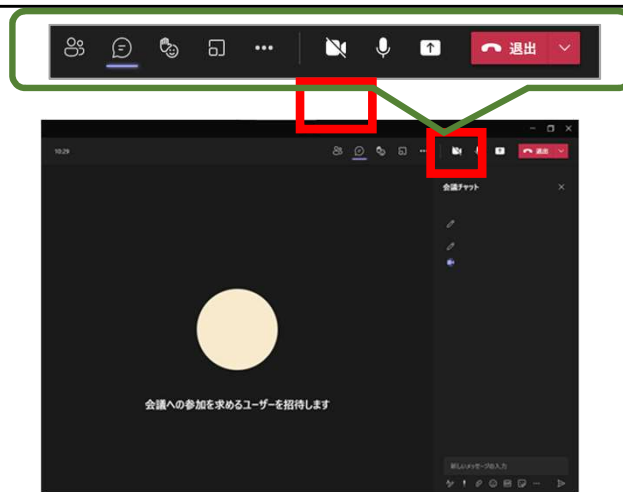 退出
10:29
退出
会議チャット
会議への参加を求めるユーザーを招待します
新しいメッセージの入力